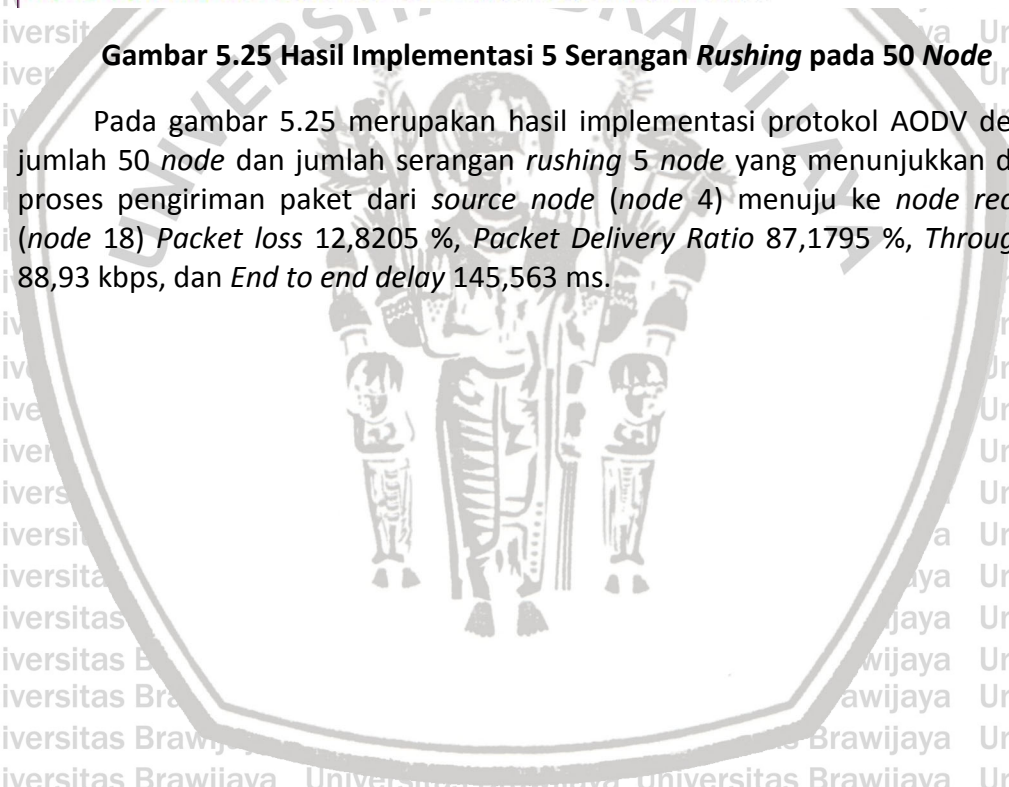 Gambar 5.25 Hasil Implementasi 5 Serangan Rushing pada 50 Node
Pada gambar 5.25 merupakan hasil implementasi protokol AODV de
jumlah 50 node dan jumlah serangan rushing 5 node yang menunjukkan d
proses pengiriman paket dari source node (node 4) menuju ke node rec
(node 18) Packet loss 12,8205 %, Packet Delivery Ratio 87,1795 %, Throug
88,93 kbps, dan End to end delay 145,563 ms.